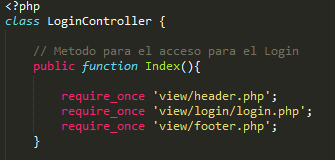 <?php
class LoginController {
// Metodo para el acceso para el Login
public function Index(){
require_once 'view/header.php';
require_once 'view/login/login.php';
require_once 'view/footer.php';
}